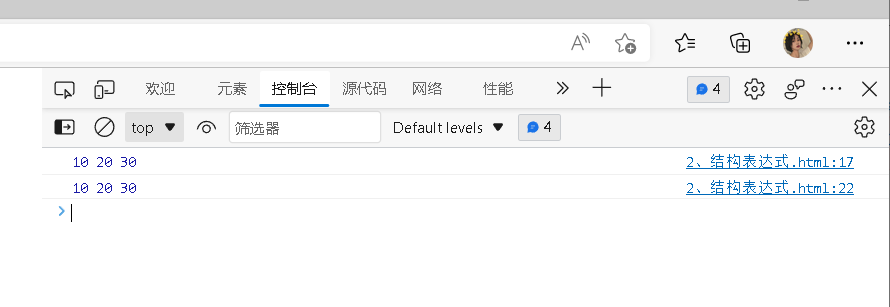 欢迎 元素 控制台 源代码 网络 性能 4
top 筛选器 Default levels 4
10 20 30 2、结构表达式.html:17
10 20 30 2、结构表达式.html:22